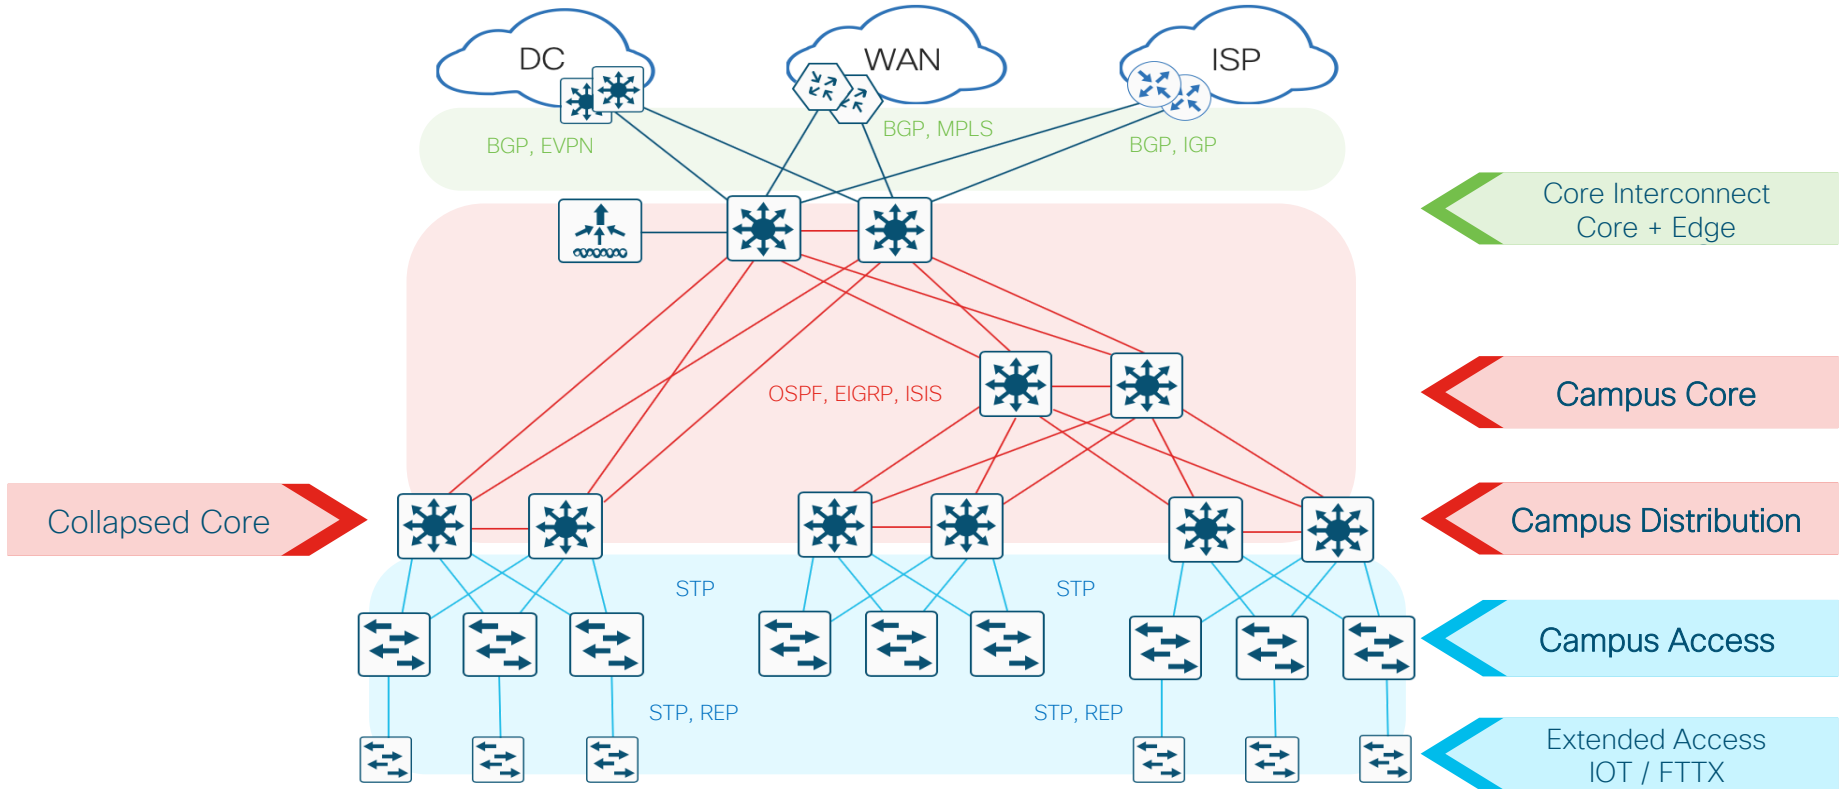 DC
WAN
ISP
BGP, EVPN
BGP, MPLS
BGP, IGP
Core Interconnect
Core + Edge
OSPF, EIGRP, ISIS
Campus Core
Collapsed Core
Campus Distribution
STP
STP
Campus Access
STP, REP
STP, REP
Extended Access
IOT / FTTX